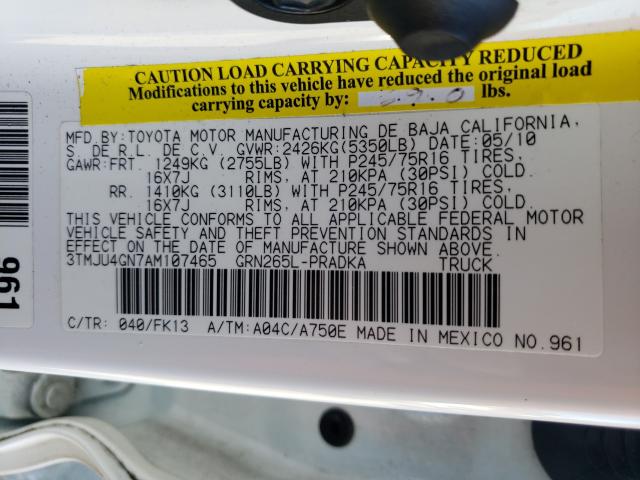 CAUTION LOAD CARRYING CAPACITY REDUCED
Modifications to this vehicle have reduced the original load
carrying capacity by: lbs.
MFD.BY:TOYOTA MOTOR MANUFACTURING DE BAJA CALIFORNIA,
S. DE R.L. DE C.V. GVWR:2426KG(5350LB) DATE:05/10
GAWR:FRT. 1249KG (2755LB) WITH P245/75R16 TIRES,
16X7J RIMS, AT 210KPA (30PSI) COLD.
RR. 1410KG (3110LB) WITH P245/75R16 TIRES,
16X7J RIMS, AT 210KPA (30PSI) COLD.
THIS VEHICLE CONFORMS TO ALL APPLICABLE FEDERAL MOTOR
VEHICLE SAFETY AND THEFT PREVENTION STANDARDS IN
EFFECT ON THE DATE OF MANUFACTURE SHOWN ABOVE.
3TMJU4GN7AM107465 GRN265L-PRADKA TRUCK
C/TR: 040/FK13 A/TM:A04C/A750E MADE IN MEXICO NO.961
961